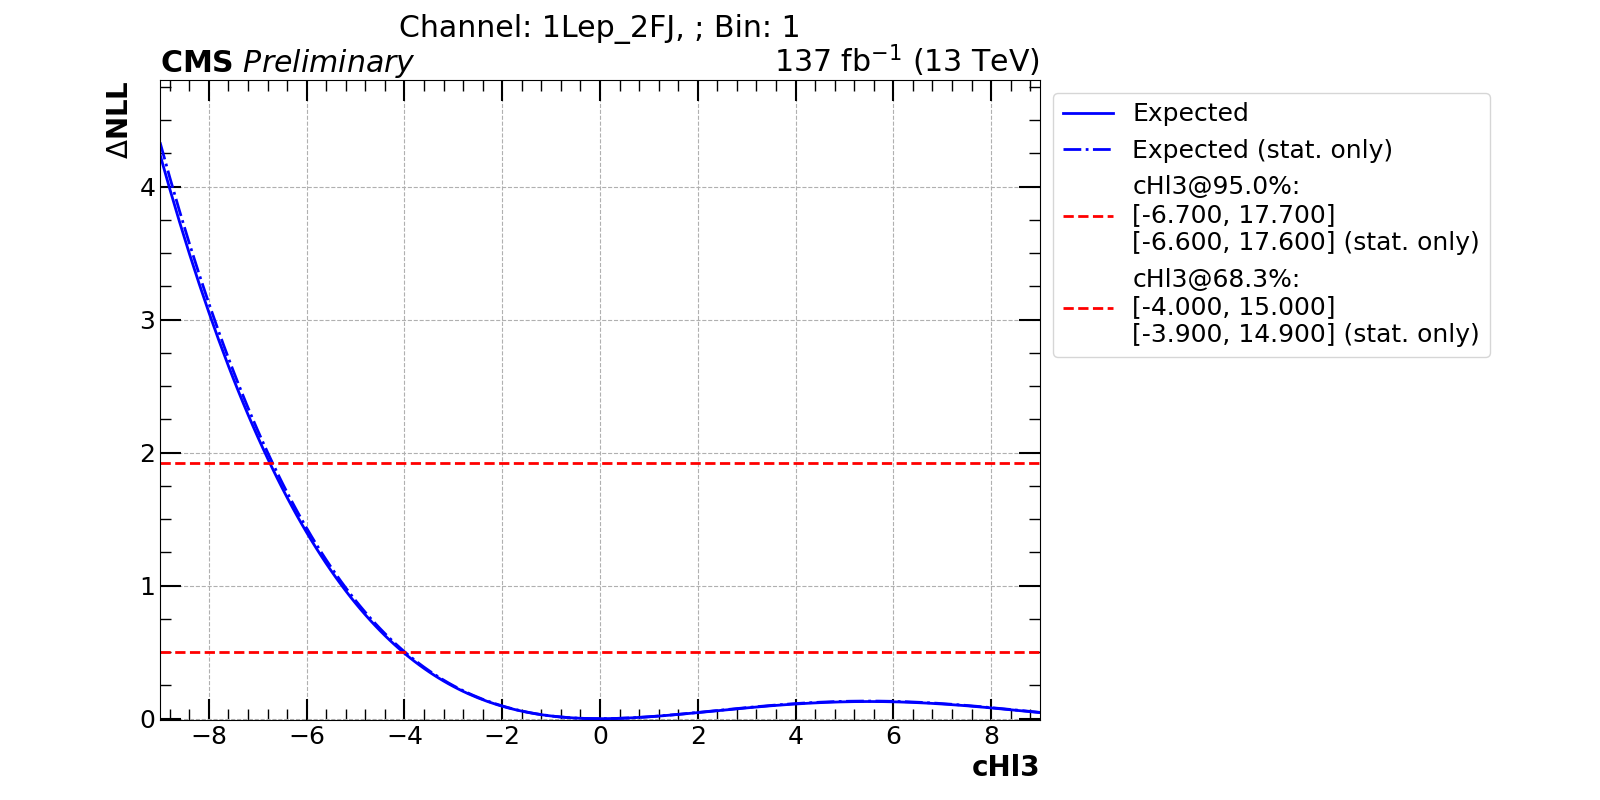 Channel: 1Lep_2FJ, ; Bin: 1
CMS Preliminary
137 fb⁻¹ (13 TeV)
ΔNLL
4
3
2
1
0
−8 −6 −4 −2 0 2 4 6 8
cHl3
Expected
Expected (stat. only)
cHl3@95.0%:
[-6.700, 17.700]
[-6.600, 17.600] (stat. only)
cHl3@68.3%:
[-4.000, 15.000]
[-3.900, 14.900] (stat. only)